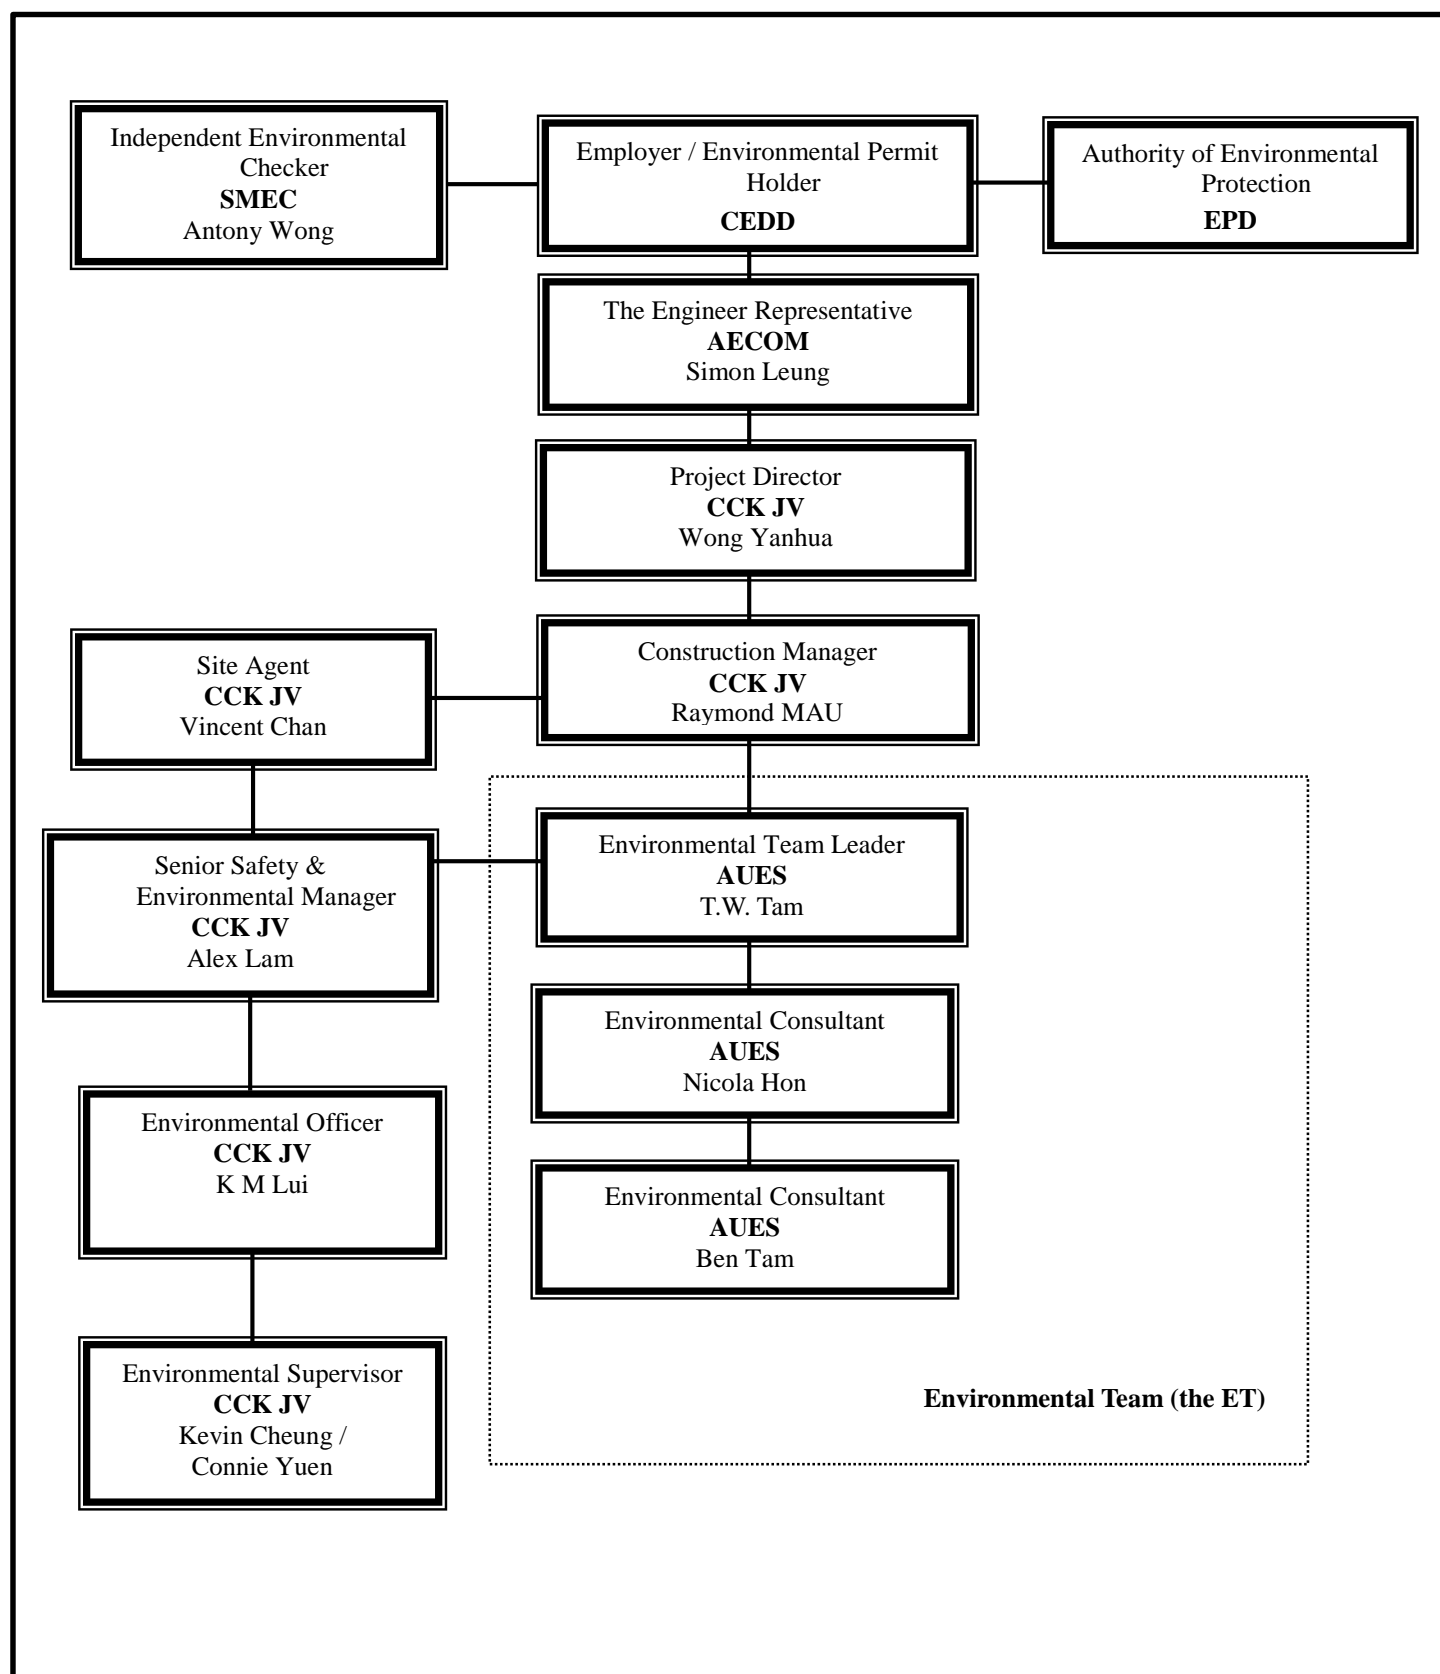 Independent Environmental
Checker
SMEC
Antony Wong
Employer / Environmental Permit
Holder
CEDD
Authority of Environmental
Protection
EPD
The Engineer Representative
AECOM
Simon Leung
Project Director
CCK JV
Wong Yanhua
Site Agent
CCK JV
Vincent Chan
Construction Manager
CCK JV
Raymond MAU
Senior Safety &
Environmental Manager
CCK JV
Alex Lam
Environmental Team Leader
AUES
T.W. Tam
Environmental Consultant
AUES
Nicola Hon
Environmental Officer
CCK JV
K M Lui
Environmental Consultant
AUES
Ben Tam
Environmental Supervisor
CCK JV
Kevin Cheung /
Connie Yuen
Environmental Team (the ET)